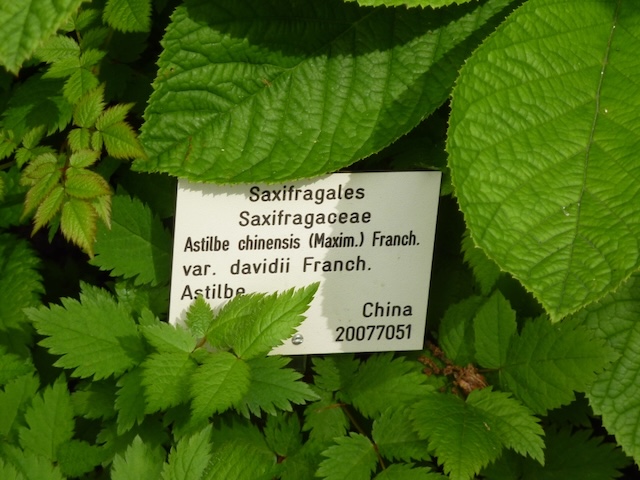 Saxifragales
Saxifragaceae
Astilbe chinensis (Maxim.) Franch.
var. davidii Franch.
Astilbe
China
20077051